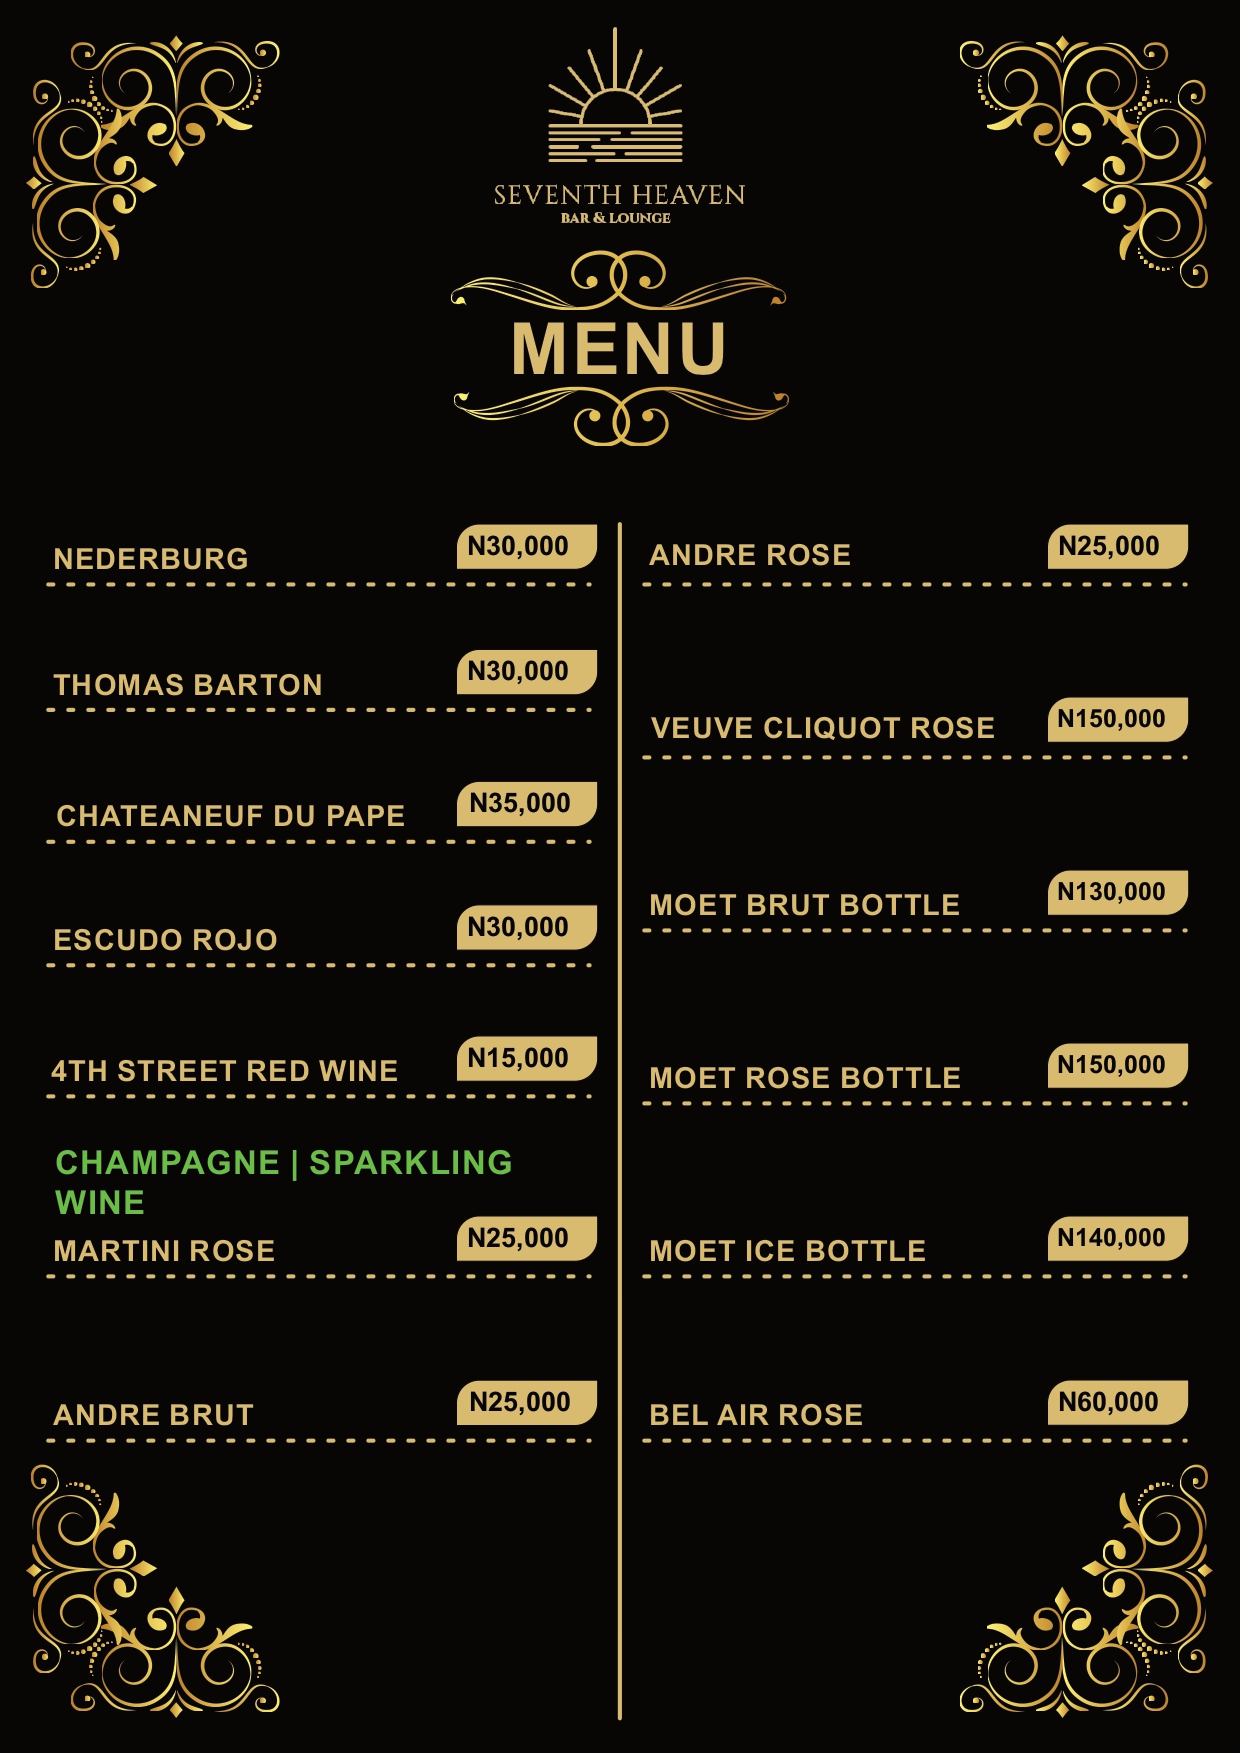 SEVENTH HEAVEN
BAR & LOUNGE
MENU
NEDERBURG N30,000
THOMAS BARTON N30,000
CHATEANEUF DU PAPE N35,000
ESCUDO ROJO N30,000
4TH STREET RED WINE N15,000
CHAMPAGNE | SPARKLING
WINE
MARTINI ROSE N25,000
ANDRE BRUT N25,000
ANDRE ROSE N25,000
VEUVE CLIQUOT ROSE N150,000
MOET BRUT BOTTLE N130,000
MOET ROSE BOTTLE N150,000
MOET ICE BOTTLE N140,000
BEL AIR ROSE N60,000